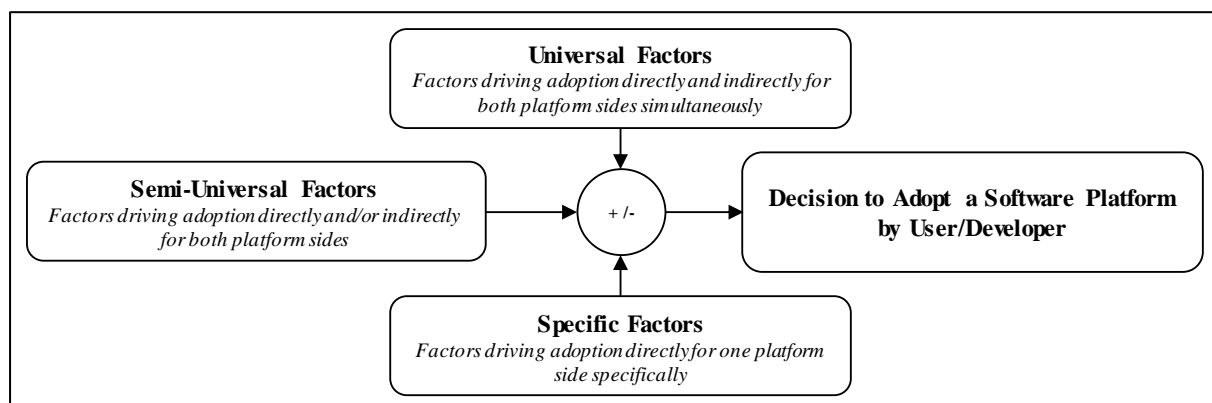 Universal Factors
Factors driving adoption directly and indirectly for
both platform sides simultaneously
Semi-Universal Factors
Factors driving adoption directly and/or indirectly
for both platform sides
+ /-
Decision to Adopt a Software Platform
by User/Developer
Specific Factors
Factors driving adoption directly for one platform
side specifically